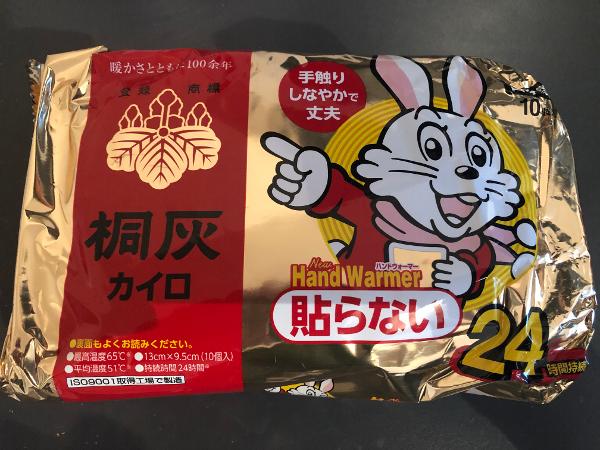 暖かさとともに100余年
登録 商標
桐灰
カイロ
●裏面もよくお読みください。
●最高温度65℃ ●13cm×9.5cm(10個入)
●平均温度51℃ ●持続時間24時間
ISO9001取得工場で製造
手触り
しなやかで
丈夫
10
New ハンドウォーマー
Hand Warmer
貼らない
24
時間持続